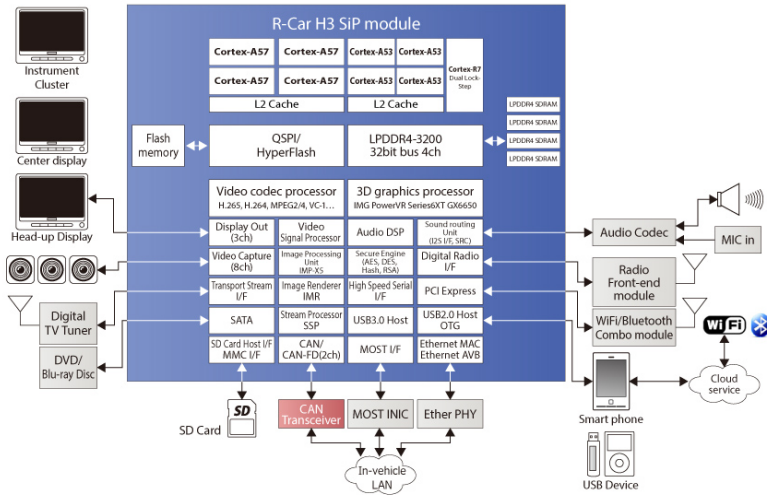 R-Car H3 SiP module
Instrument
Cluster
Center display
Head-up Display
Cortex-A57
Cortex-A57
Cortex-A53
Cortex-A53
Cortex-A57
Cortex-A57
Cortex-A53
Cortex-A53
Cortex-R7
Dual Lock-
Step
L2 Cache
L2 Cache
Flash
memory
QSPI/
HyperFlash
LPDDR4-3200
32bit bus 4ch
LPDDR4 SDRAM
LPDDR4 SDRAM
LPDDR4 SDRAM
LPDDR4 SDRAM
Video codec processor
H.265, H.264, MPEG2/4, VC-1...
3D graphics processor
IMG PowerVR Series6XT GX6650
Display Out
(3ch)
Video
Signal Processor
Audio DSP
Sound routing
Unit
(I2S I/F, SRC)
Video Capture
(8ch)
Image Processing
Unit
IMP-X5
Secure Engine
(AES, DES,
Hash, RSA)
Digital Radio
I/F
Transport Stream
I/F
Image Renderer
IMR
High Speed Serial
I/F
PCI Express
SATA
Stream Processor
SSP
USB3.0 Host
USB2.0 Host
OTG
SD Card Host I/F
MMC I/F
CAN/
CAN-FD(2ch)
MOST I/F
Ethernet MAC
Ethernet AVB
Digital
TV Tuner
DVD/
Blu-ray Disc
Audio Codec
MIC in
Radio
Front-end
module
WiFi/Bluetooth
Combo module
Wi Fi
Cloud
service
Smart phone
USB Device
SD
SD Card
CAN
Transceiver
MOST INIC
Ether PHY
In-vehicle
LAN